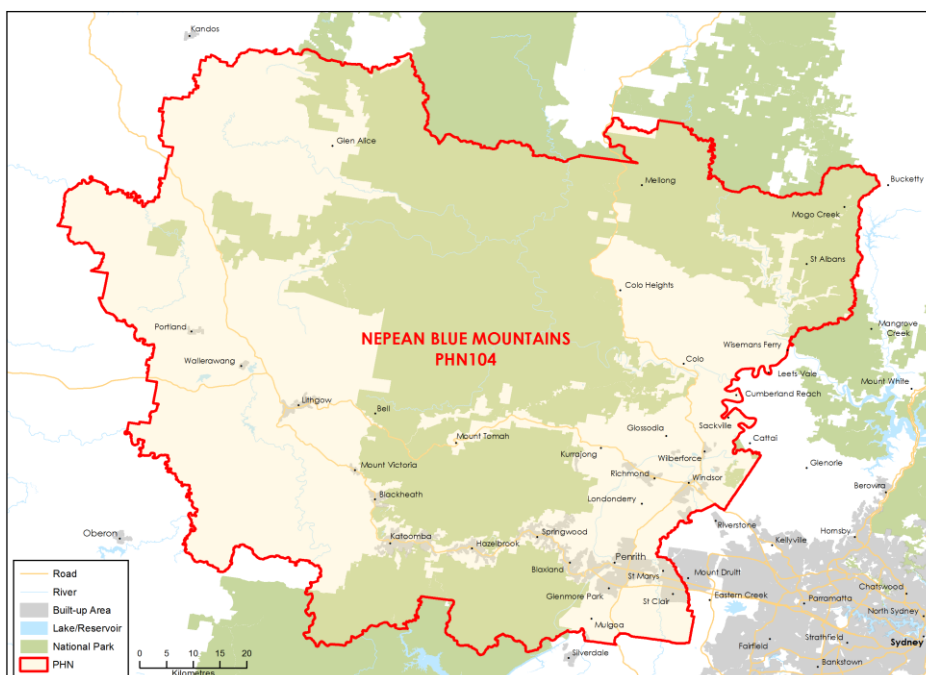 Kandos
Glen Alice
Mellong
Bucketty
Mogo Creek
St Albans
Colo Heights
Portland
NEPEAN BLUE MOUNTAINS
PHN104
Mangrove
Creek
Wisemans Ferry
Wallerawang
Colo
Leets Vale
Mount White
Cumberland Reach
Lithgow
Bell
Sackville
Glossodia
Mount Tomah
Cattai
Kurrajong
Wilberforce
Glenorie
Mount Victoria
Richmond
Windsor
Berowra
Blackheath
Londonderry
Riverstone
Hornsby
Oberon
Springwood
Katoomba
Hazelbrook
Kellyville
Penrith
Blaxland
St Marys
Mount Druitt
Chatswood
Glenmore Park
St Clair
Eastern Creek
Parramatta
North Sydney
Mulgoa
Fairfield
Strathfield
Sydney
Silverdale
Bankstown
Road
River
Built-up Area
Lake/Reservoir
National Park
PHN
0 5 10 15 20
Kilometres